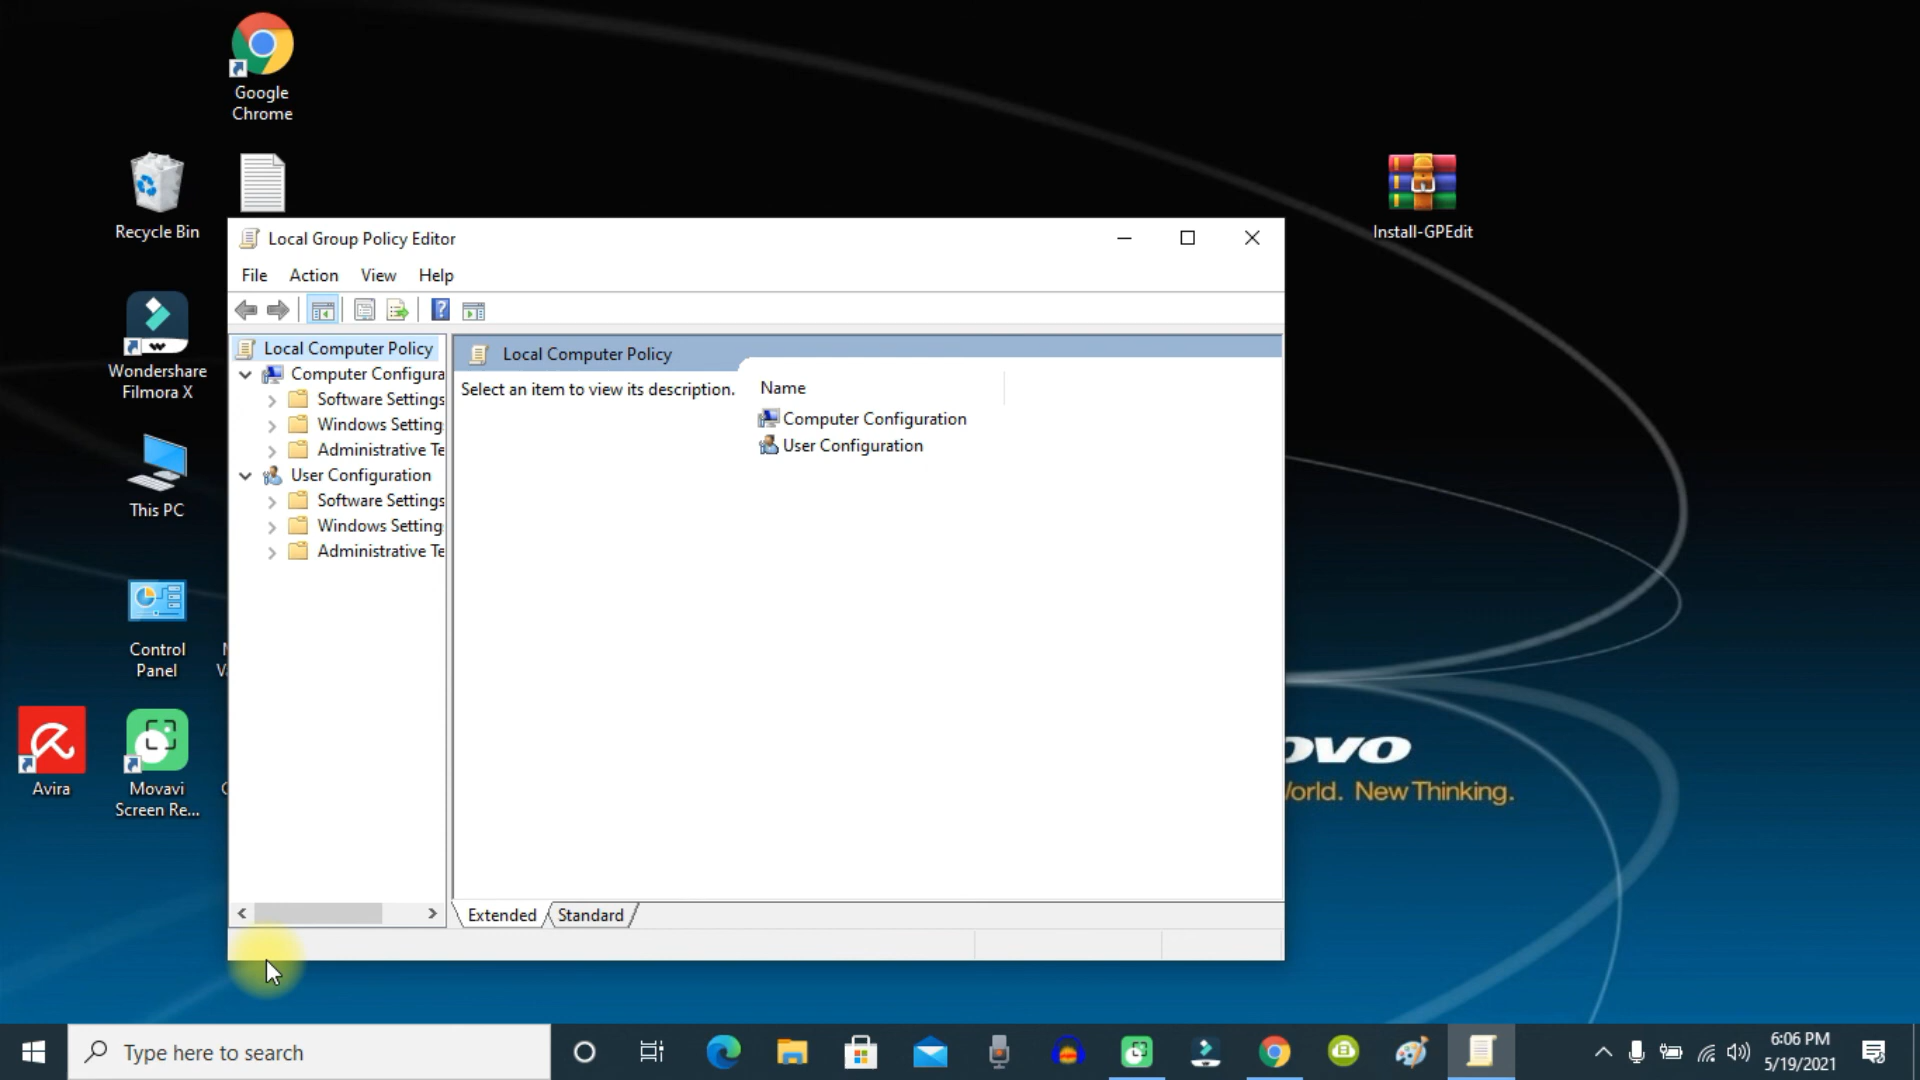 Google
Chrome
Recycle Bin
Install-GPEdit
Local Group Policy Editor
File Action View Help
Local Computer Policy
Computer Configura
Software Settings
Windows Setting
Administrative Te
User Configuration
Software Settings
Windows Setting
Administrative Te
Local Computer Policy
Select an item to view its description.
Name
Computer Configuration
User Configuration
Extended
Standard
Wondershare
Filmora X
This PC
Control
Panel
Avira
Movavi
Screen Re...
ovo
World. New Thinking.
Type here to search
6:06 PM
5/19/2021